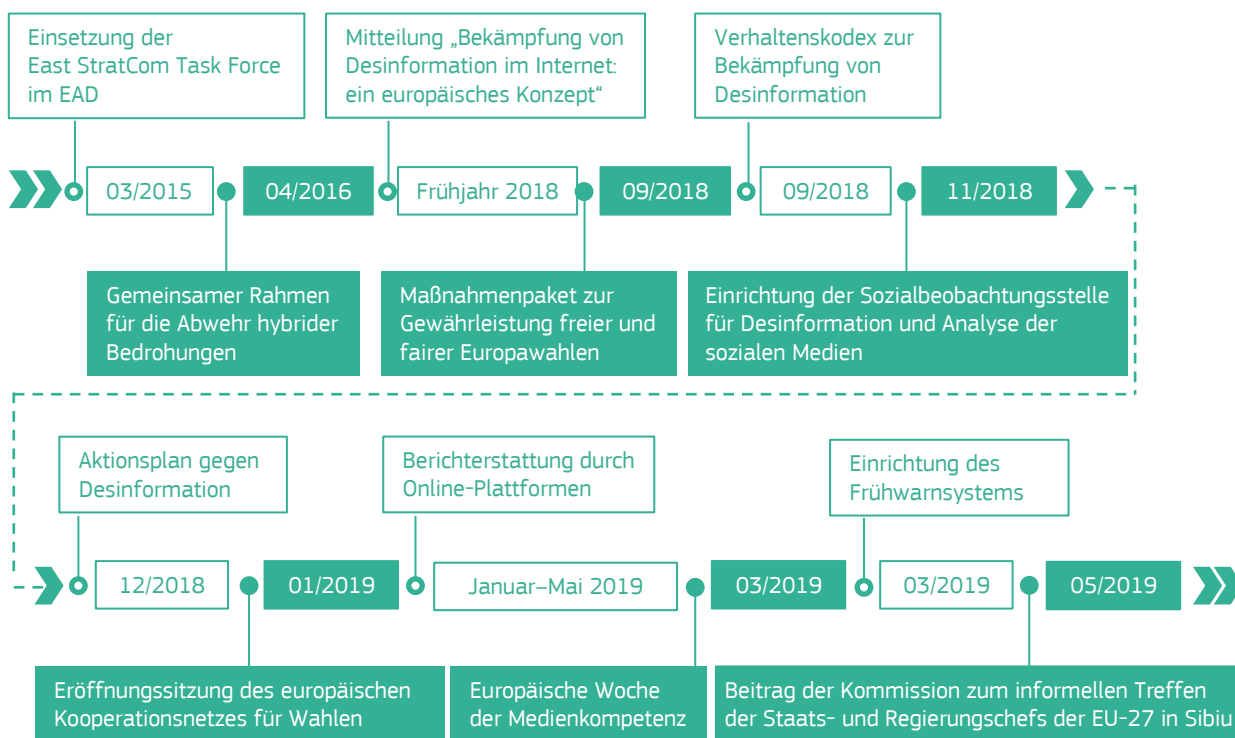 Einsetzung der
East StratCom Task Force
im EAD
Mitteilung „Bekämpfung von
Desinformation im Internet:
ein europäisches Konzept“
Verhaltenskodex zur
Bekämpfung von
Desinformation
03/2015
04/2016
Frühjahr 2018
09/2018
09/2018
11/2018
Gemeinsamer Rahmen
für die Abwehr hybrider
Bedrohungen
Maßnahmenpaket zur
Gewährleistung freier und
fairer Europawahlen
Einrichtung der Sozialbeobachtungsstelle
für Desinformation und Analyse der
sozialen Medien
Aktionsplan gegen
Desinformation
Berichterstattung durch
Online-Plattformen
Einrichtung des
Frühwarnsystems
12/2018
01/2019
Januar–Mai 2019
03/2019
03/2019
05/2019
Eröffnungssitzung des europäischen
Kooperationsnetzes für Wahlen
Europäische Woche
der Medienkompetenz
Beitrag der Kommission zum informellen Treffen
der Staats- und Regierungschefs der EU-27 in Sibiu